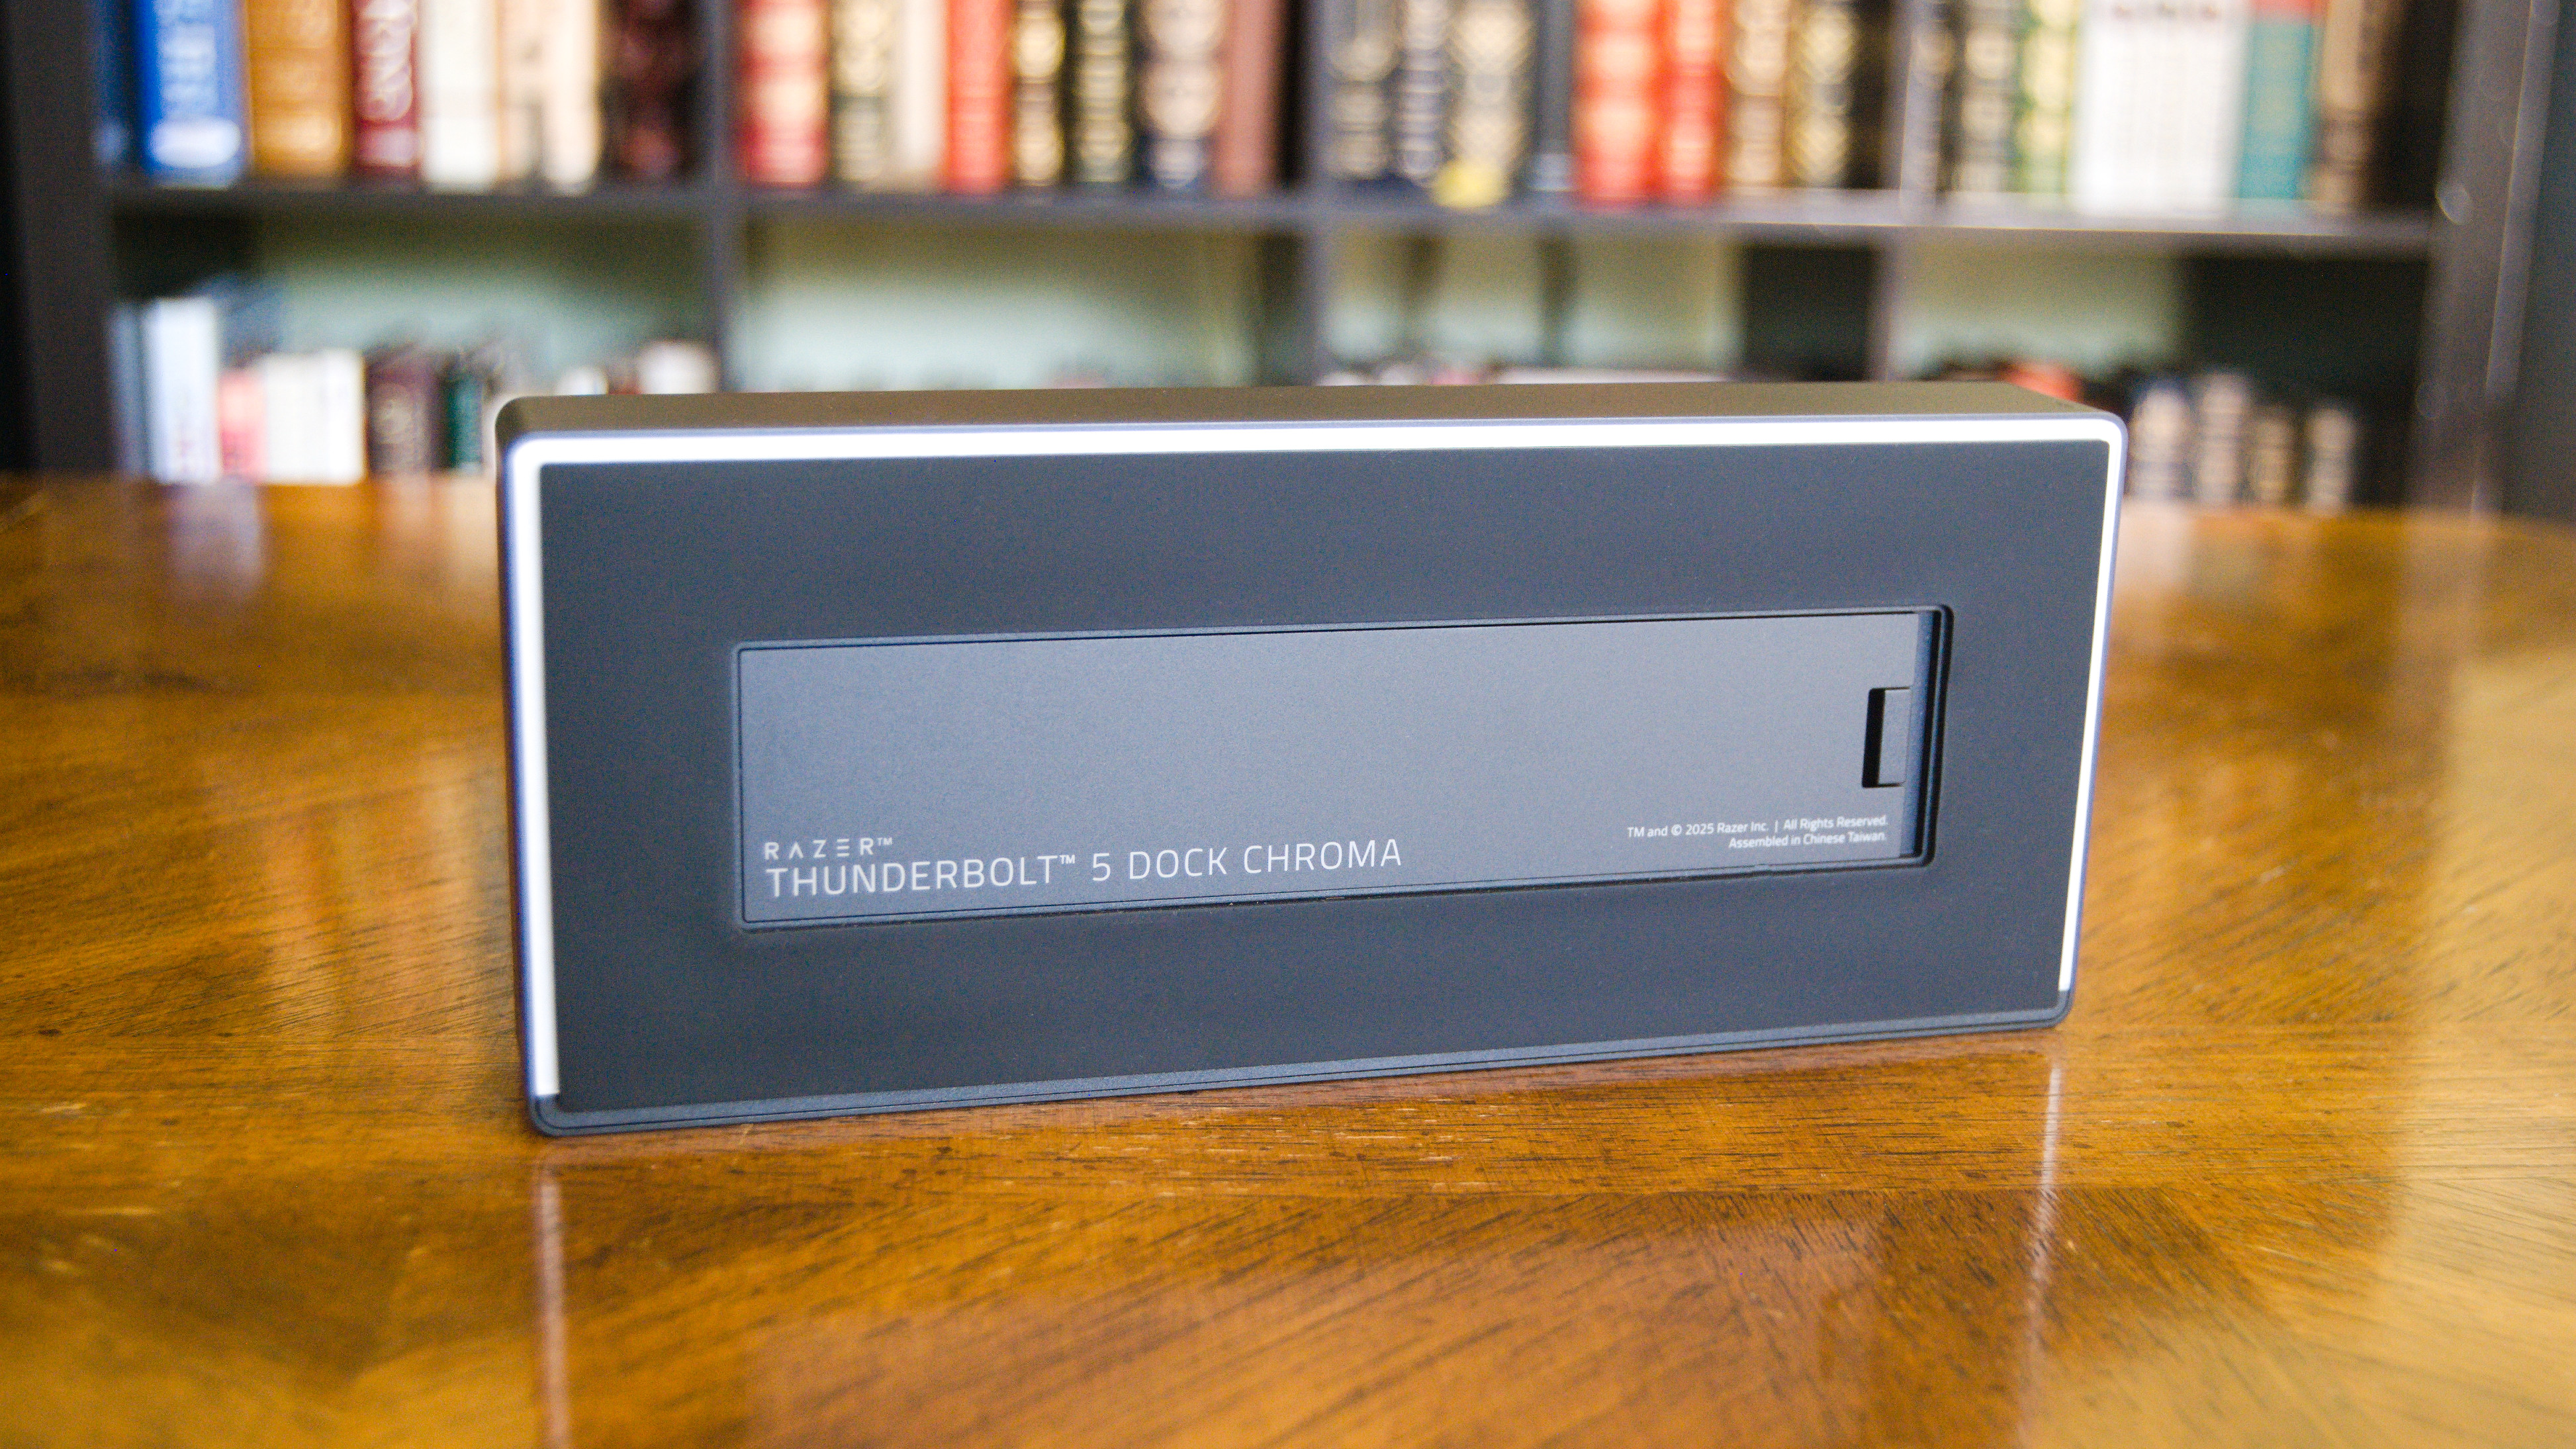 RAZER™
THUNDERBOLT™ 5 DOCK CHROMA
TM and © 2025 Razer Inc. | All Rights Reserved.
Assembled in Chinese Taiwan.